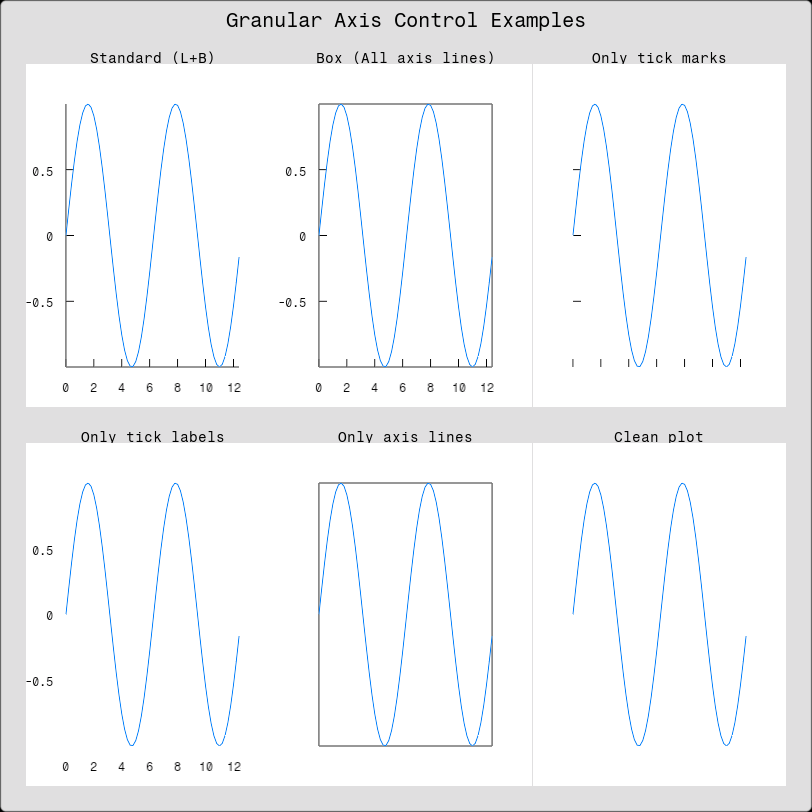 Granular Axis Control Examples
Standard (L+B)
Box (All axis lines)
Only tick marks
0.5
0
-0.5
0 2 4 6 8 10 12
0.5
0
-0.5
0 2 4 6 8 10 12
Only tick labels
Only axis lines
Clean plot
0.5
0
-0.5
0 2 4 6 8 10 12